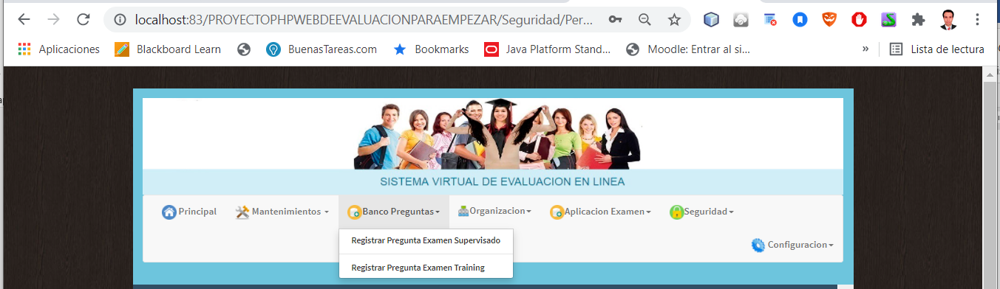 localhost:83/PROYECTOPHPWEBDEEVALUACIONPARAEMPEZAR/Seguridad/Per...
Aplicaciones Blackboard Learn BuenasTareas.com Bookmarks Java Platform Stand... Moodle: Entrar al si... » Lista de lectura
SISTEMA VIRTUAL DE EVALUACION EN LINEA
Principal Mantenimientos Banco Preguntas Organizacion Aplicacion Examen Seguridad
Registrar Pregunta Examen Supervisado
Configuracion
Registrar Pregunta Examen Training